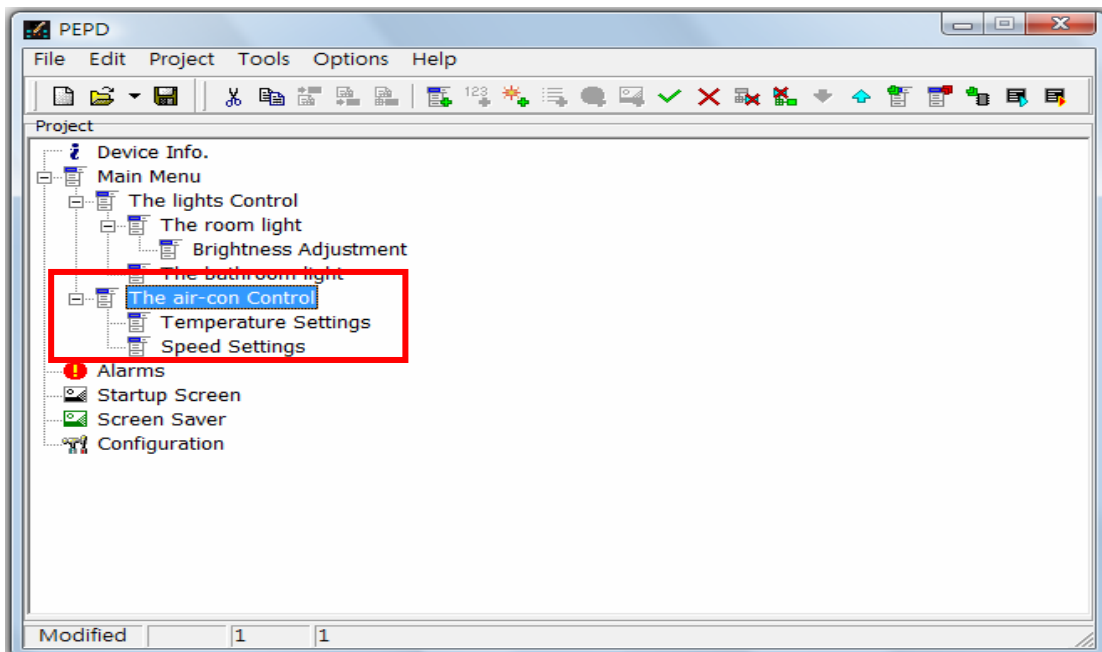 PEPD
File Edit Project Tools Options Help
123
Project
Device Info.
Main Menu
The lights Control
The room light
Brightness Adjustment
The bathroom light
The air-con Control
Temperature Settings
Speed Settings
Alarms
Startup Screen
Screen Saver
Configuration
Modified 1 1